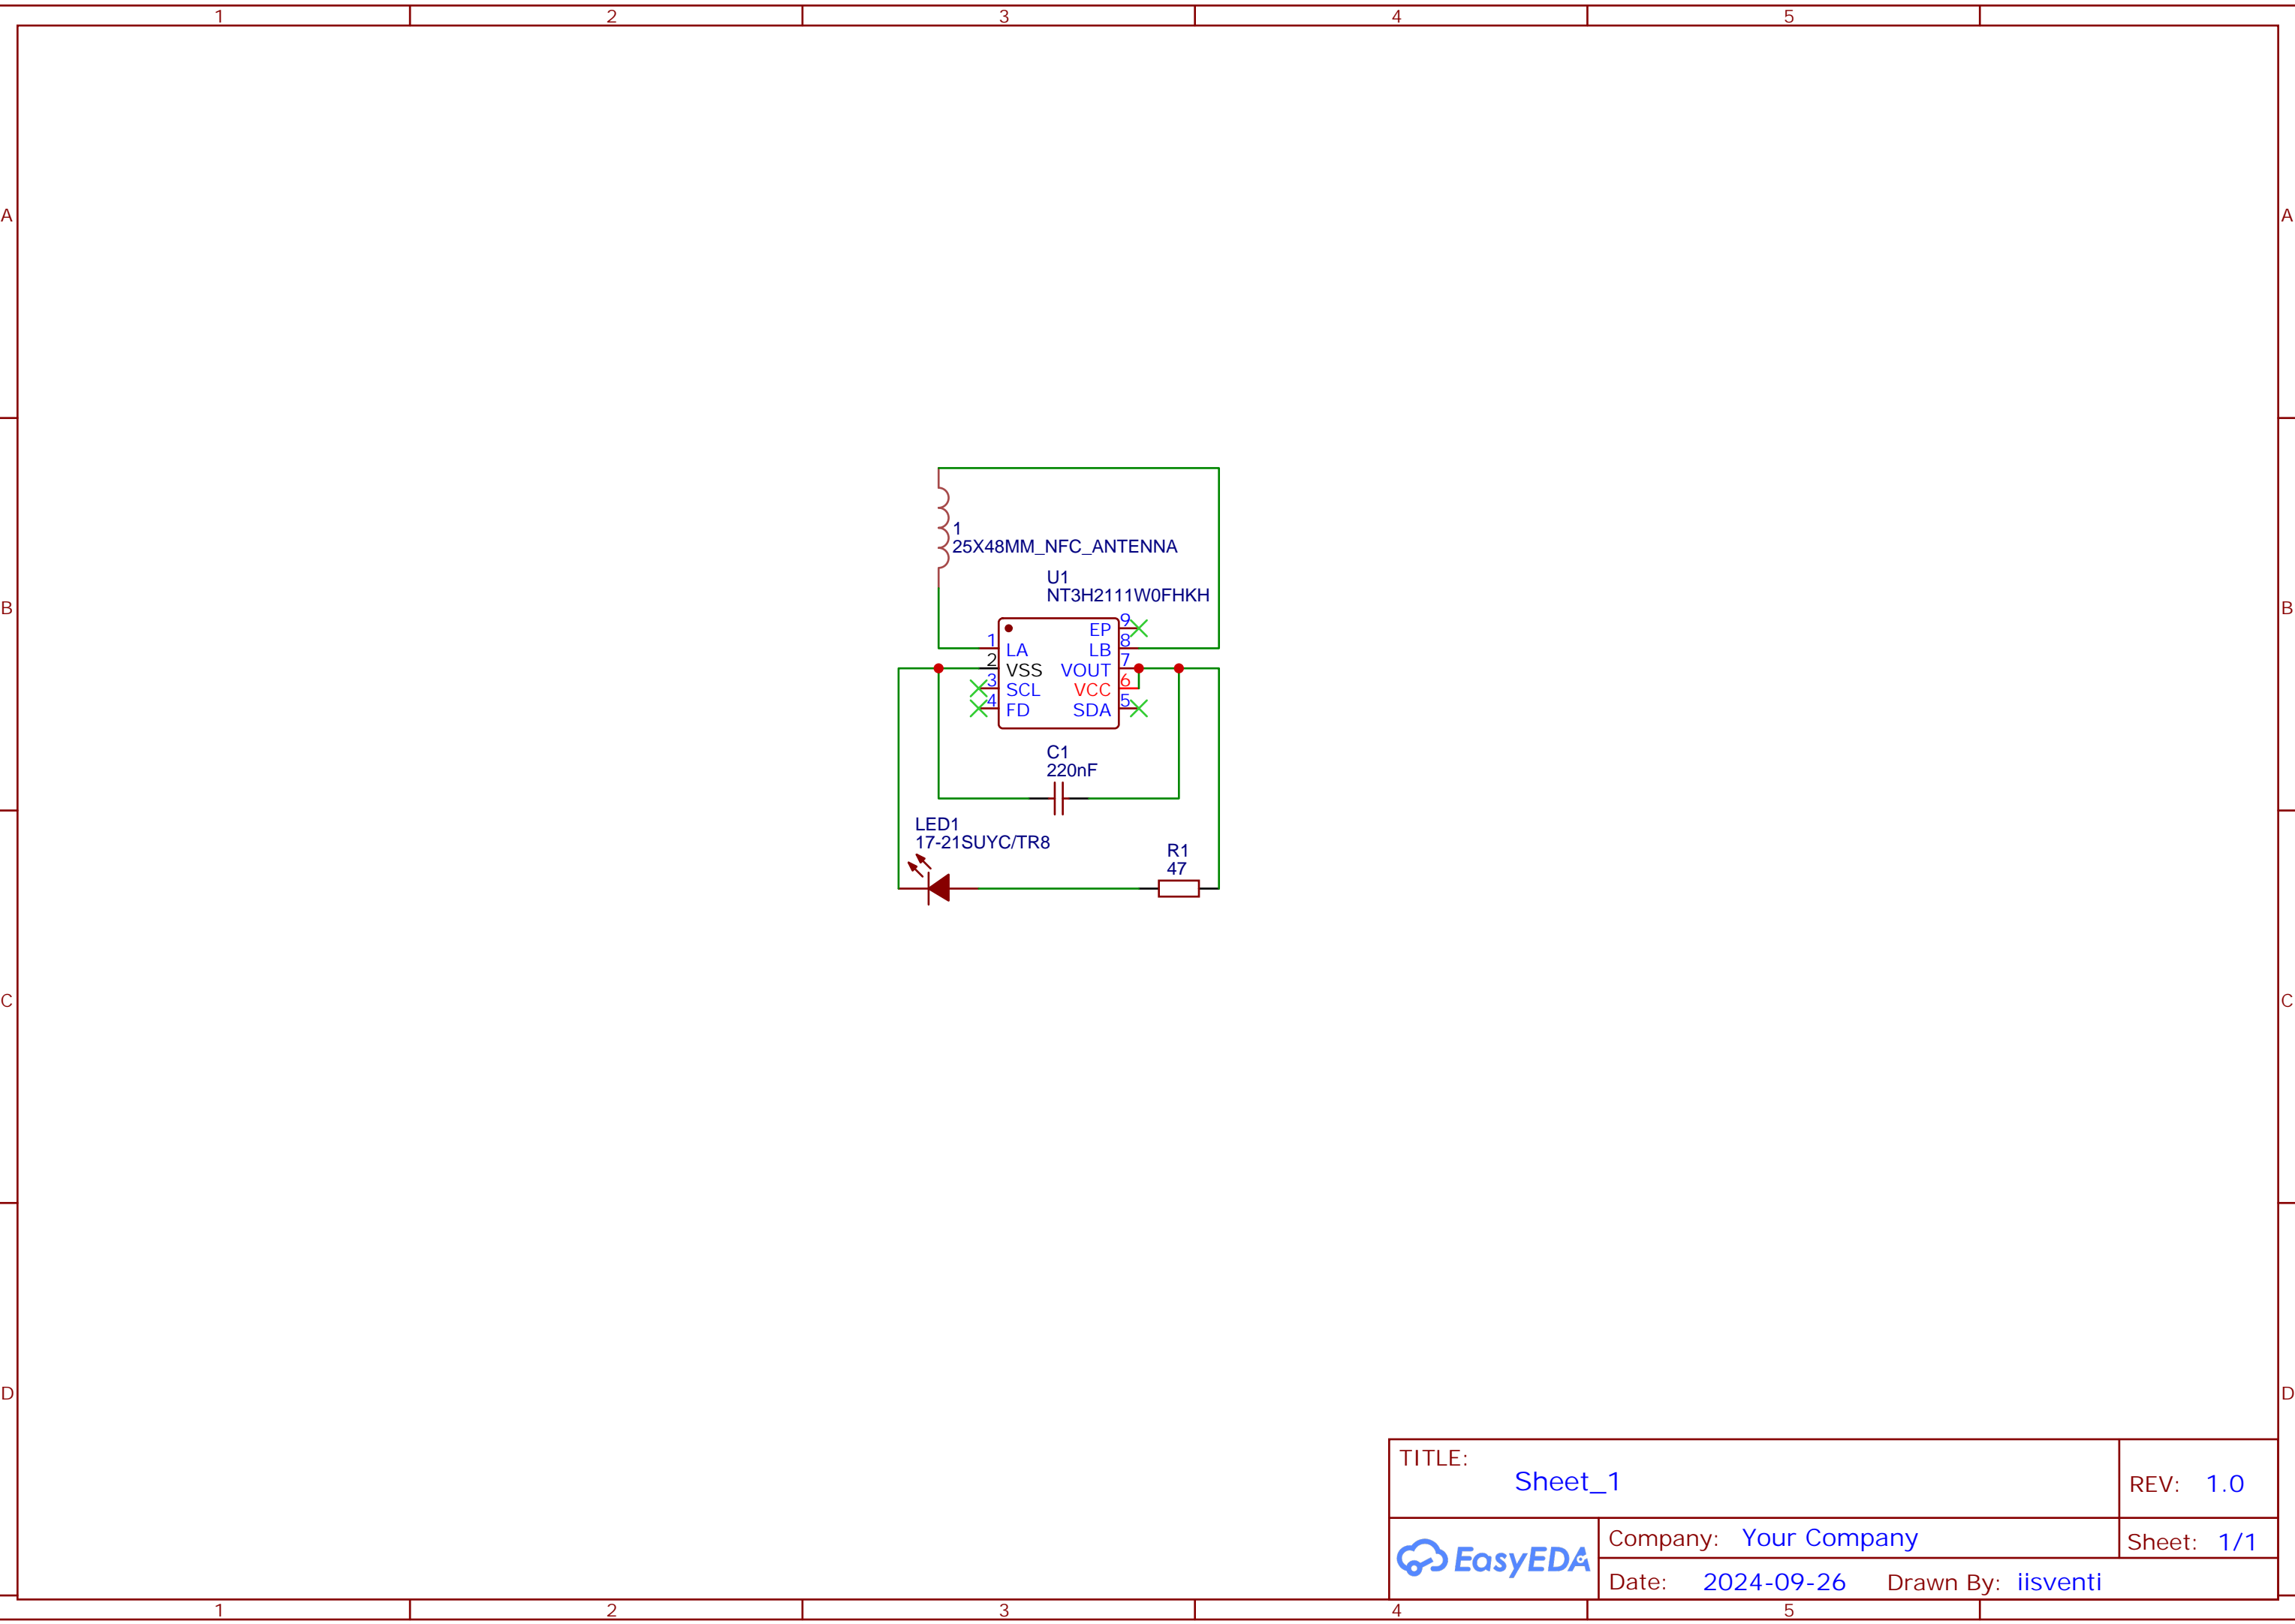 1 2 3 4 5
A A
1
25X48MM_NFC_ANTENNA
U1
NT3H2111W0FHKH
B B
EP 9
1 LA LB 8
2 VSS VOUT 7
3 SCL VCC 6
4 FD SDA 5
C1
220nF
LED1
17-21SUYC/TR8
R1
47
C C
D D
TITLE:
Sheet_1
REV: 1.0
EasyEDA
Company: Your Company
Sheet: 1/1
Date: 2024-09-26 Drawn By: iisventi
1 2 3 4 5